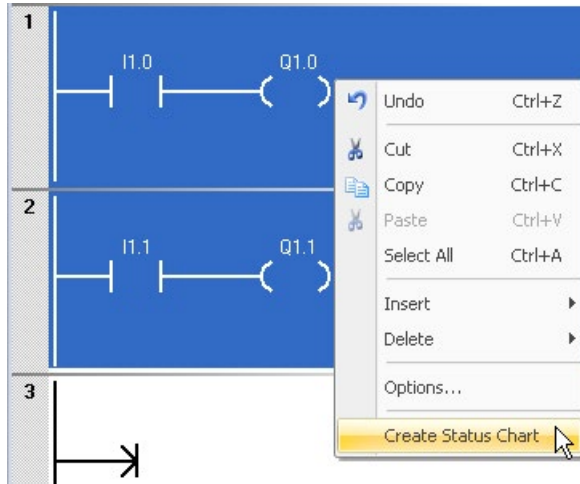 1
I1.0 Q1.0
Undo Ctrl+Z
Cut Ctrl+X
Copy Ctrl+C
Paste Ctrl+V
Select All Ctrl+A
Insert
Delete
Options...
Create Status Chart
2
I1.1 Q1.1
3